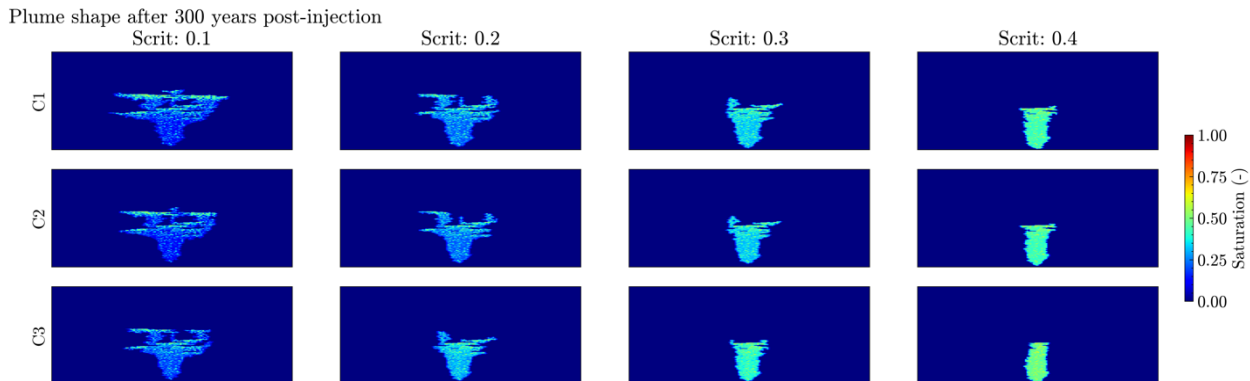 Plume shape after 300 years post-injection
Scrit: 0.1 Scrit: 0.2 Scrit: 0.3 Scrit: 0.4
C1
C2
C3
1.00
0.75
0.50
0.25
0.00
Saturation (-)